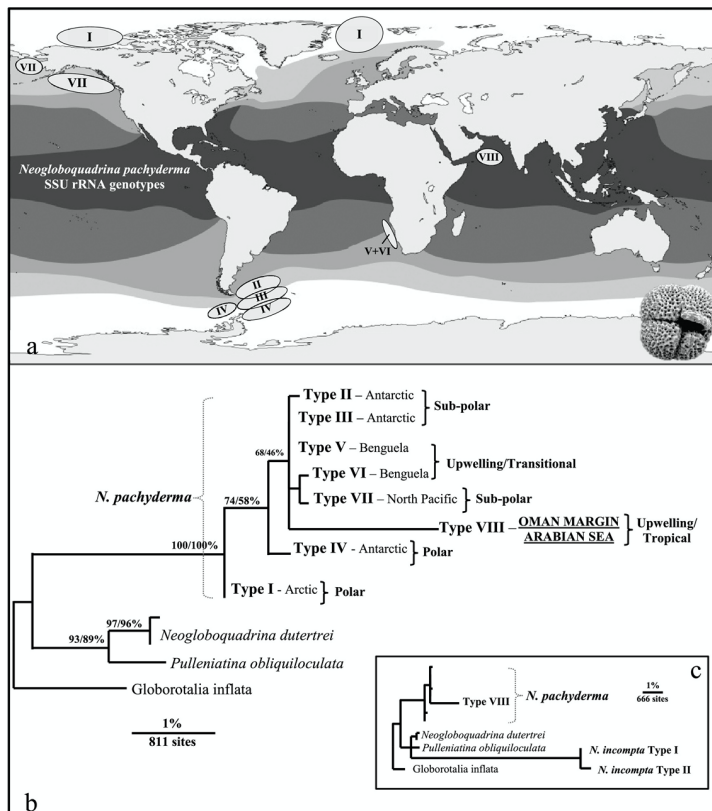 I
I
VII
VII
VIII
Neogloboquadrina pachyderma
SSU rRNA genotypes
V+VI
II
III
IV
IV
a
Type II – Antarctic
Type III – Antarctic
Sub-polar
68/46%
Type V – Benguela
Type VI – Benguela
Upwelling/Transitional
N. pachyderma
74/58%
Type VII – North Pacific
Sub-polar
Type VIII – OMAN MARGIN
ARABIAN SEA
Upwelling/
Tropical
100/100%
Type IV - Antarctic
Polar
Type I - Arctic
Polar
97/96%
93/89%
Neogloboquadrina dutertrei
Pulleniatina obliquiloculata
Globorotalia inflata
1%
811 sites
b
c
Type VIII
N. pachyderma
1%
666 sites
Neogloboquadrina dutertrei
Pulleniatina obliquiloculata
N. incompta Type I
Globorotalia inflata
N. incompta Type II